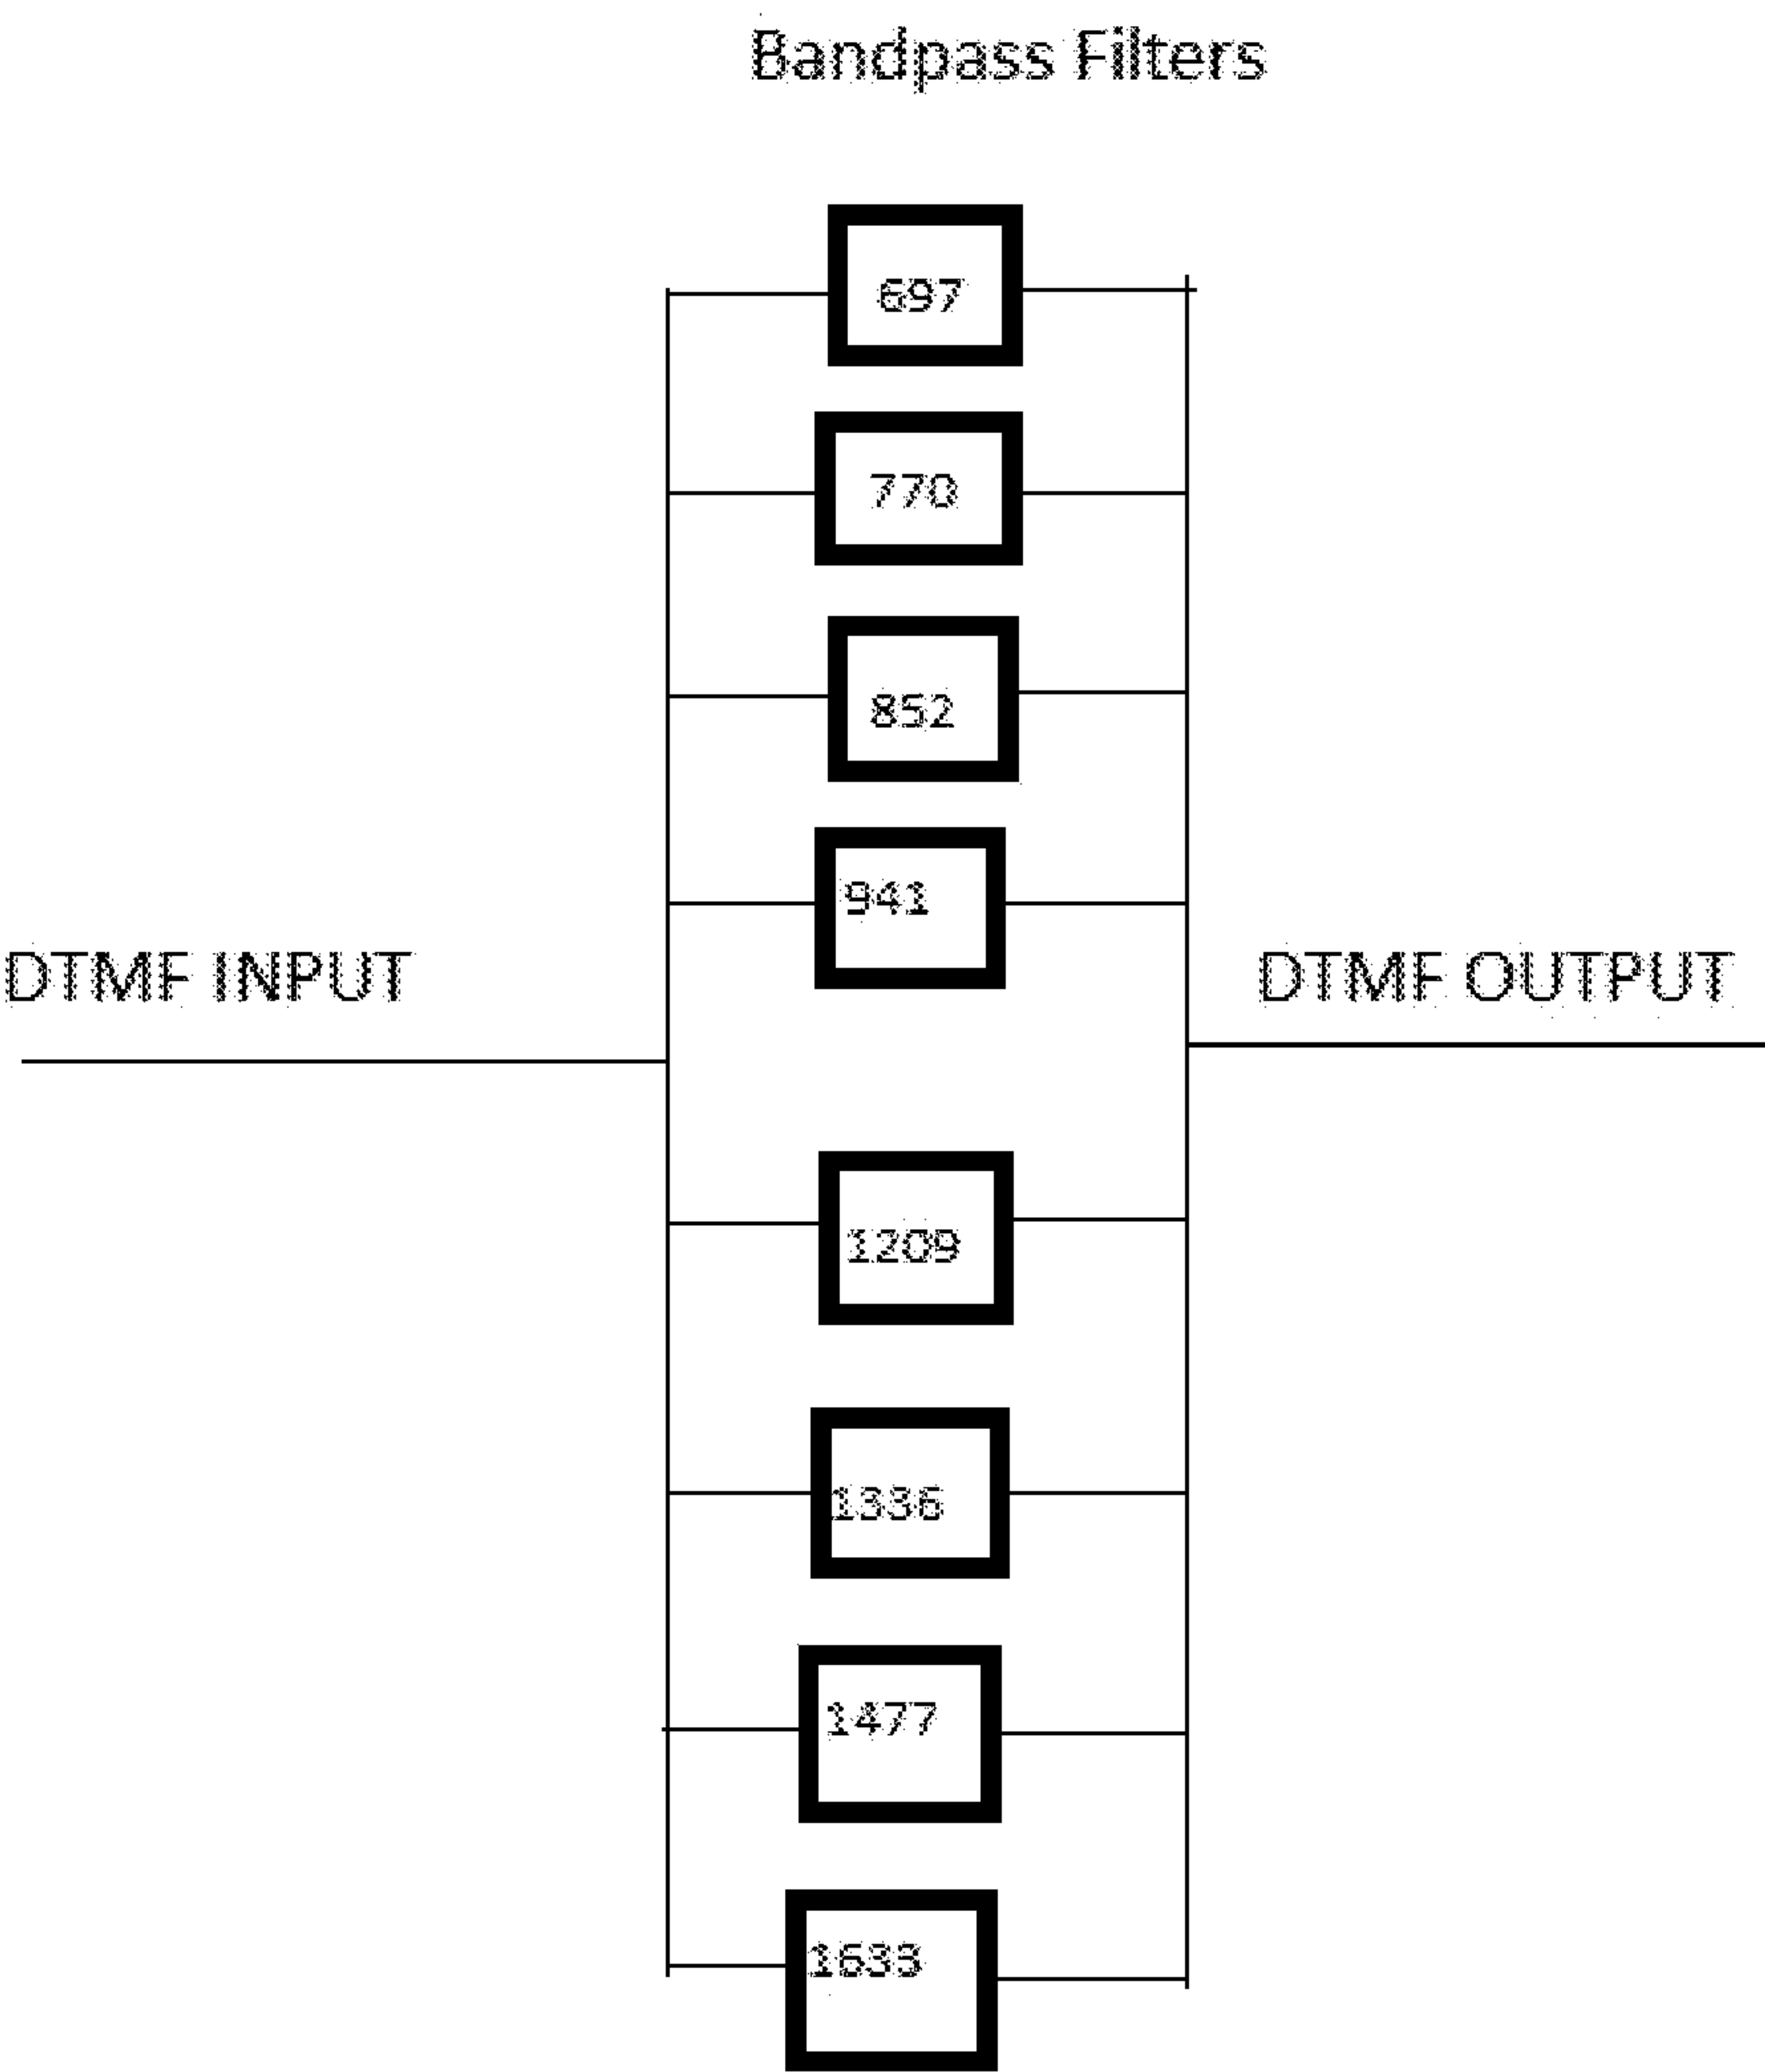 Bandpass Filters
697
770
852
941
DTMF INPUT
DTMF OUTPUT
1209
1336
1477
1633